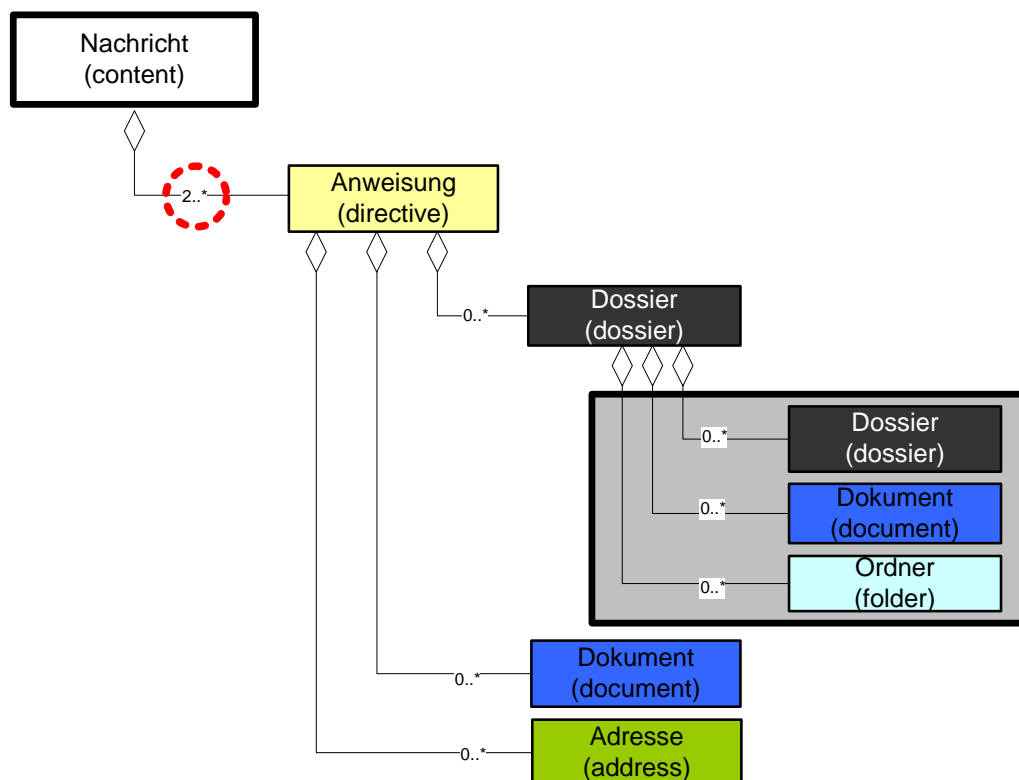 Nachricht
(content)
2..*
Anweisung
(directive)
0..*
Dossier
(dossier)
0..*
Dossier
(dossier)
0..*
Dokument
(document)
0..*
Ordner
(folder)
0..*
Dokument
(document)
0..*
Adresse
(address)